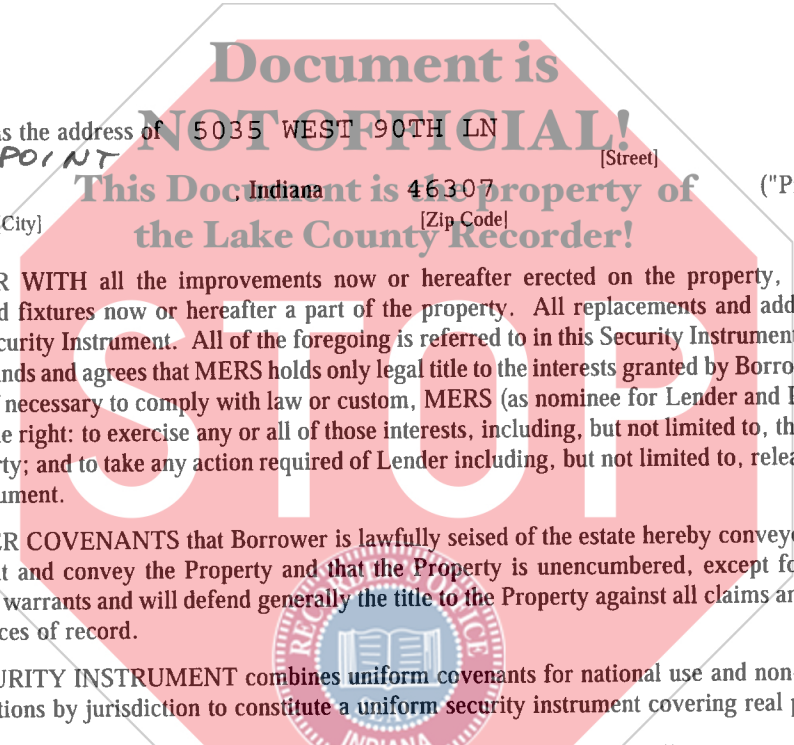 Document is
NOT OFFICIAL!
This Document is the property of
the Lake County Recorder!
s the address of 5035 WEST 90TH LN
POINT
[Street]
, Indiana 46307 ("P
City] [Zip Code]
R WITH all the improvements now or hereafter erected on the property,
d fixtures now or hereafter a part of the property. All replacements and add
curity Instrument. All of the foregoing is referred to in this Security Instrument
nds and agrees that MERS holds only legal title to the interests granted by Borro
necessary to comply with law or custom, MERS (as nominee for Lender and
e right: to exercise any or all of those interests, including, but not limited to, th
rty; and to take any action required of Lender including, but not limited to, relea
ument.
STOP
ER COVENANTS that Borrower is lawfully seised of the estate hereby conveye
t and convey the Property and that the Property is unencumbered, except fo
warrants and will defend generally the title to the Property against all claims an
ces of record.
URITY INSTRUMENT combines uniform covenants for national use and non-
tions by jurisdiction to constitute a uniform security instrument covering real p
RECORDER'S OFFICE
SEAL
INDIANA